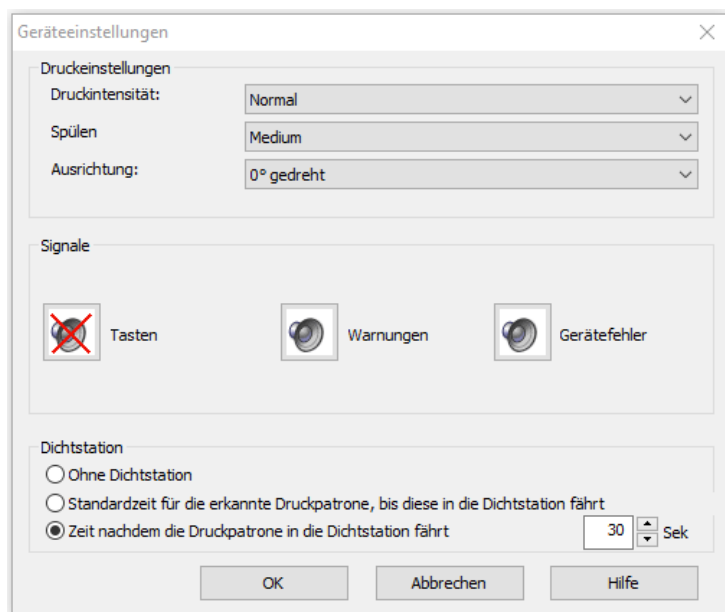 Geräteeinstellungen
Druckeinstellungen
Druckintensität: Normal
Spülen Medium
Ausrichtung: 0° gedreht
Signale
Tasten Warnungen Gerätefehler
Dichtstation
Ohne Dichtstation
Standardzeit für die erkannte Druckpatrone, bis diese in die Dichtstation fährt
Zeit nachdem die Druckpatrone in die Dichtstation fährt 30 Sek
OK Abbrechen Hilfe